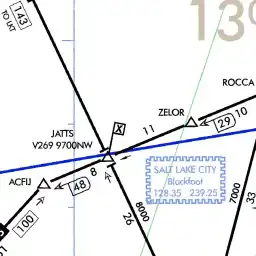 143
TO LKT
13°
ROCCA
ZELOR
X
JATTS
V269 9700NW
11
29
10
8
ACFIJ
48
SALT LAKE CITY
Blackfoot
128.35 239.25
100
26
8000
7000
33